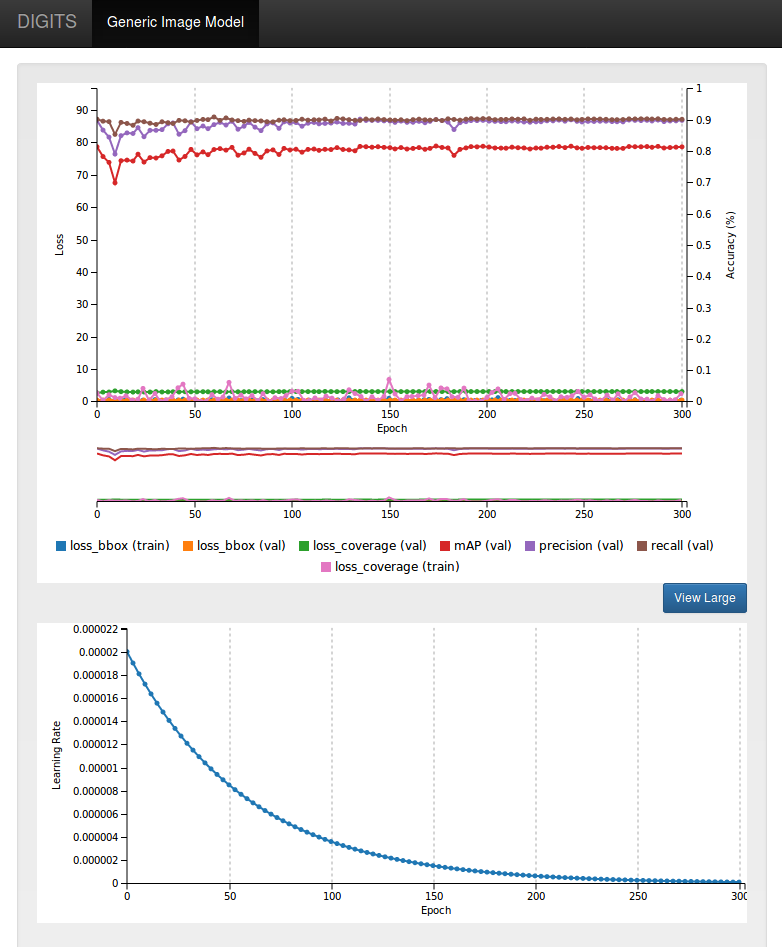 DIGITS Generic Image Model
90
80
70
60
50
40
30
20
10
0
Loss
1
0.9
0.8
0.7
0.6
0.5
0.4
0.3
0.2
0.1
0
Accuracy (%)
0 50 100 150 200 250 300
Epoch
0 50 100 150 200 250 300
loss_bbox (train) loss_bbox (val) loss_coverage (val) mAP (val) precision (val) recall (val)
loss_coverage (train)
View Large
0.000022
0.00002
0.000018
0.000016
0.000014
0.000012
0.00001
0.000008
0.000006
0.000004
0.000002
0
Learning Rate
0 50 100 150 200 250 300
Epoch